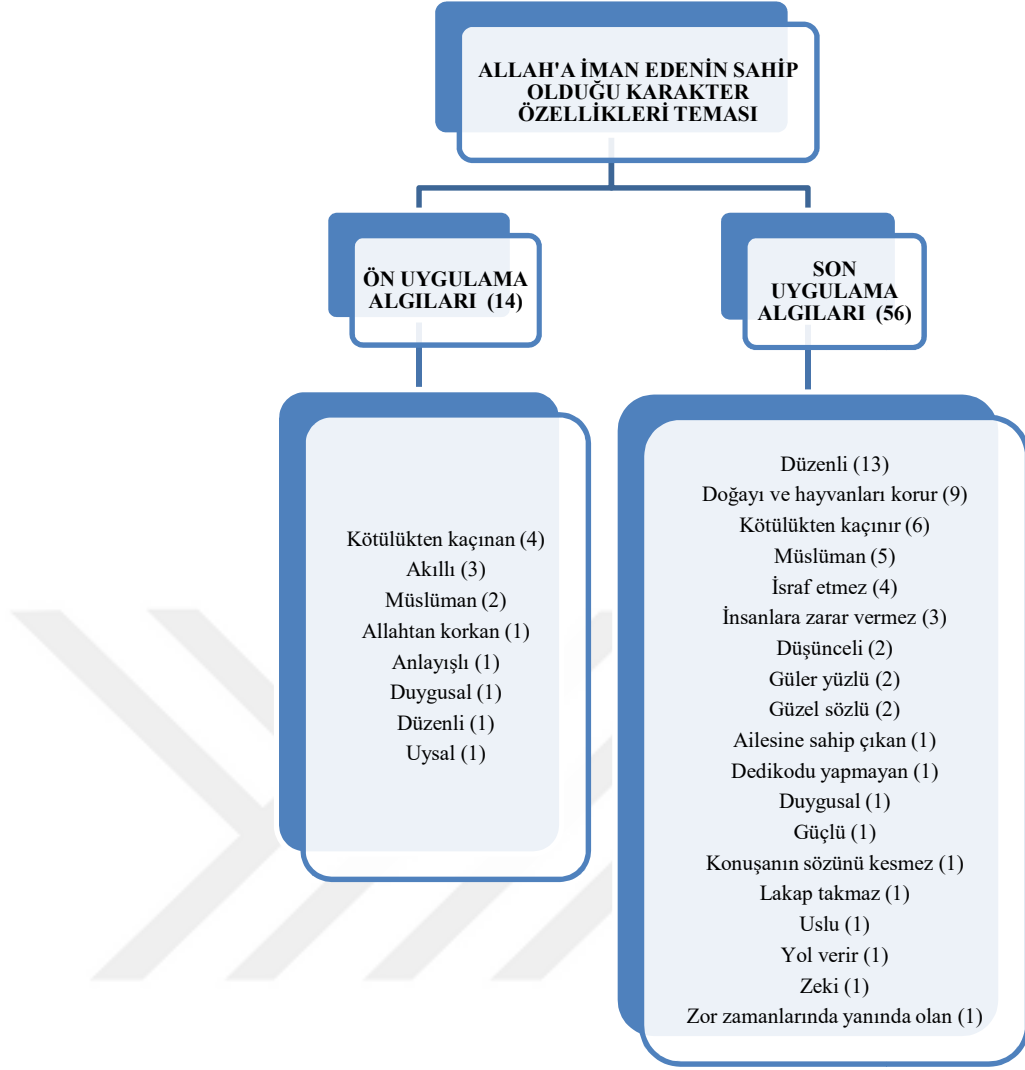 ALLAH'A İMAN EDENİN SAHİP
OLDUĞU KARAKTER
ÖZELLİKLERİ TEMASI
ÖN UYGULAMA
ALGILARI (14)
Kötülükten kaçınan (4)
Akıllı (3)
Müslüman (2)
Allahtan korkan (1)
Anlayışlı (1)
Duygusal (1)
Düzenli (1)
Uysal (1)
SON
UYGULAMA
ALGILARI (56)
Düzenli (13)
Doğayı ve hayvanları korur (9)
Kötülükten kaçınır (6)
Müslüman (5)
İsraf etmez (4)
İnsanlara zarar vermez (3)
Düşünceli (2)
Güler yüzlü (2)
Güzel sözlü (2)
Ailesine sahip çıkan (1)
Dedikodu yapmayan (1)
Duygusal (1)
Güçlü (1)
Konuşanın sözünü kesmez (1)
Lakap takmaz (1)
Uslu (1)
Yol verir (1)
Zeki (1)
Zor zamanlarında yanında olan (1)